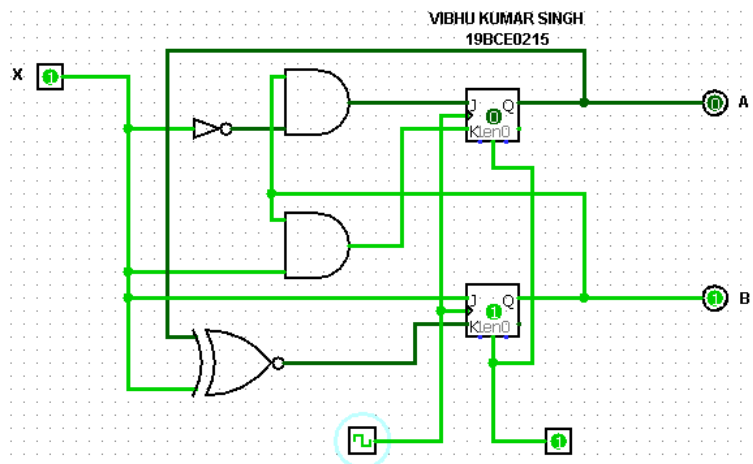 VIBHU KUMAR SINGH
19BCE0215
X 1
J Q
0
K en 0
0 A
J Q
1
K en 0
1 B
1